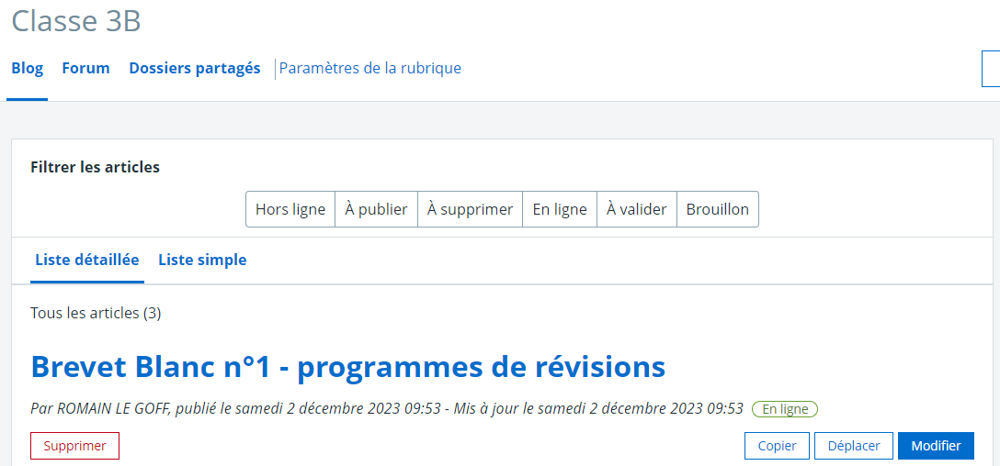 Classe 3B
Blog Forum Dossiers partagés Paramètres de la rubrique
Filtrer les articles
Hors ligne À publier À supprimer En ligne À valider Brouillon
Liste détaillée Liste simple
Tous les articles (3)
Brevet Blanc n°1 - programmes de révisions
Par ROMAIN LE GOFF, publié le samedi 2 décembre 2023 09:53 - Mis à jour le samedi 2 décembre 2023 09:53 En ligne
Supprimer Copier Déplacer Modifier